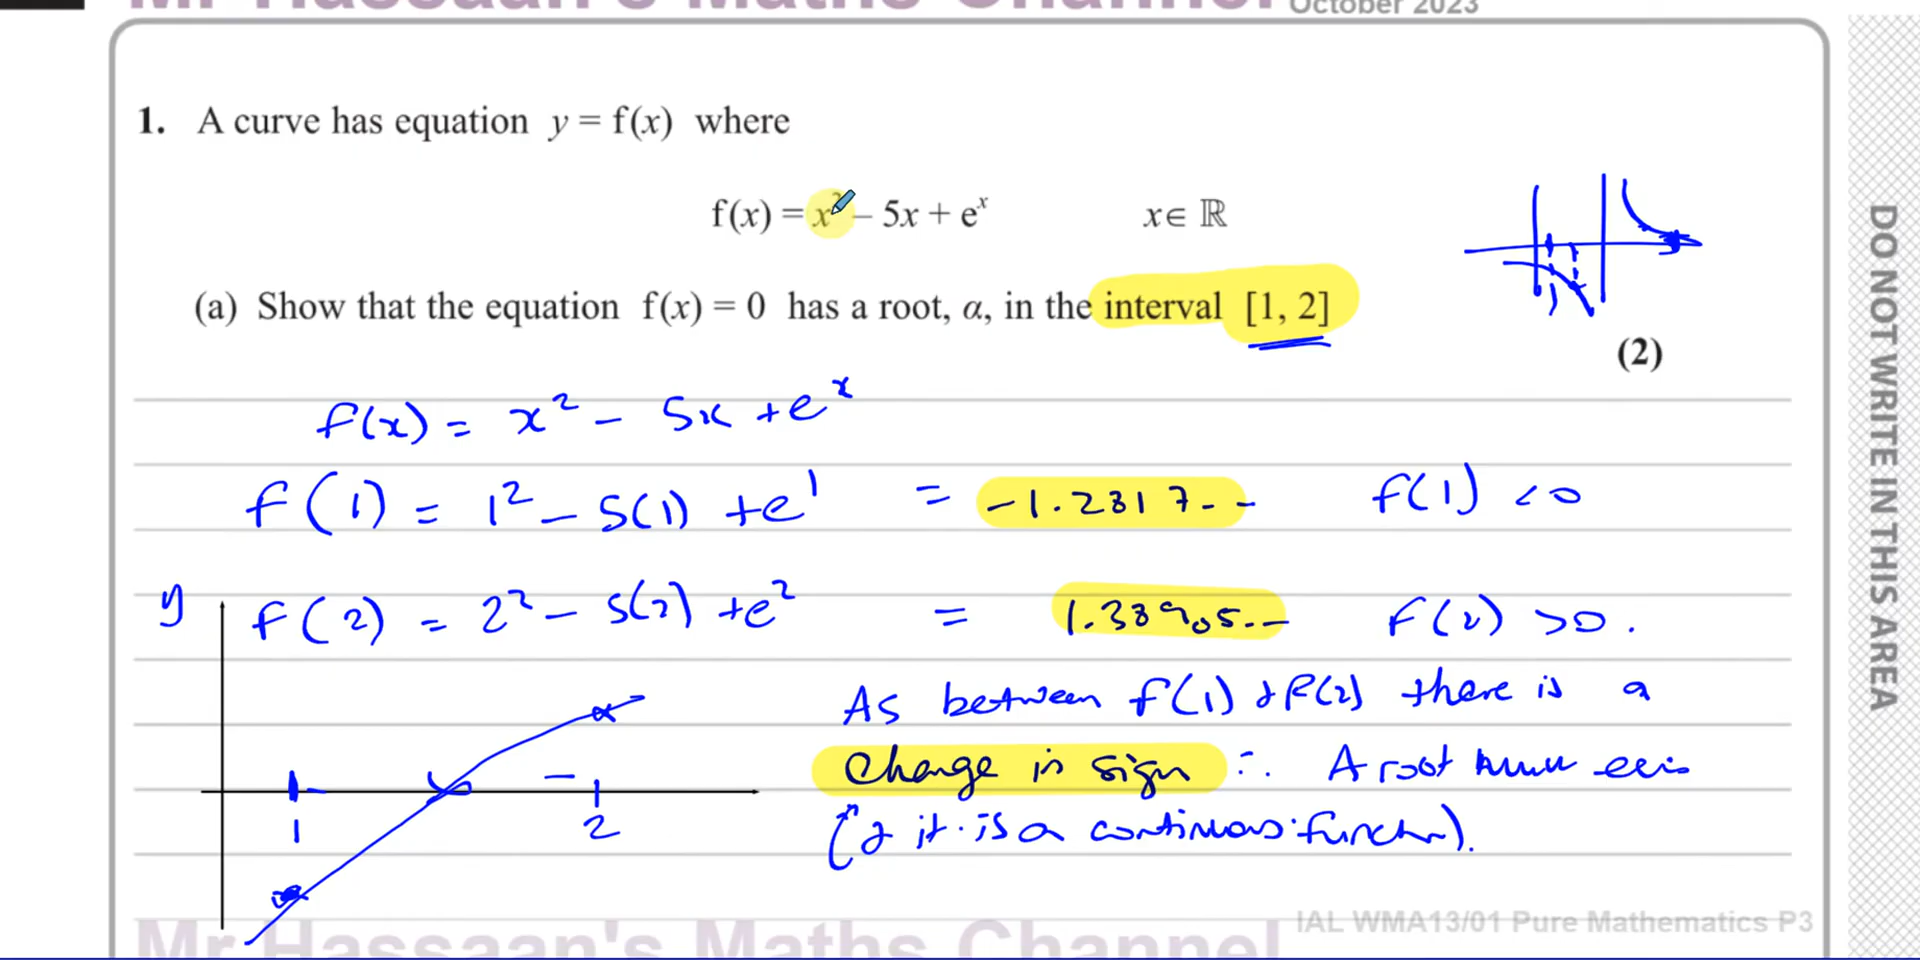 Mr Hassaan's Maths Channel
October 2023
1. A curve has equation y = f(x) where
f(x) = x² – 5x + eˣ x ∈ ℝ
(a) Show that the equation f(x) = 0 has a root, α, in the interval [1, 2]
(2)
f(x) = x² – 5x + eˣ
f(1) = 1² – 5(1) + e¹ = –1.2817-- f(1) < 0
y
f(2) = 2² – 5(2) + e² = 1.38905-- f(2) > 0.
As between f(1) & f(2) there is a
change in sign ∴ A root must exis
(& it is a continuous function).
1 2
Mr Hassaan's Maths Channel
IAL WMA13/01 Pure Mathematics P3
DO NOT WRITE IN THIS AREA